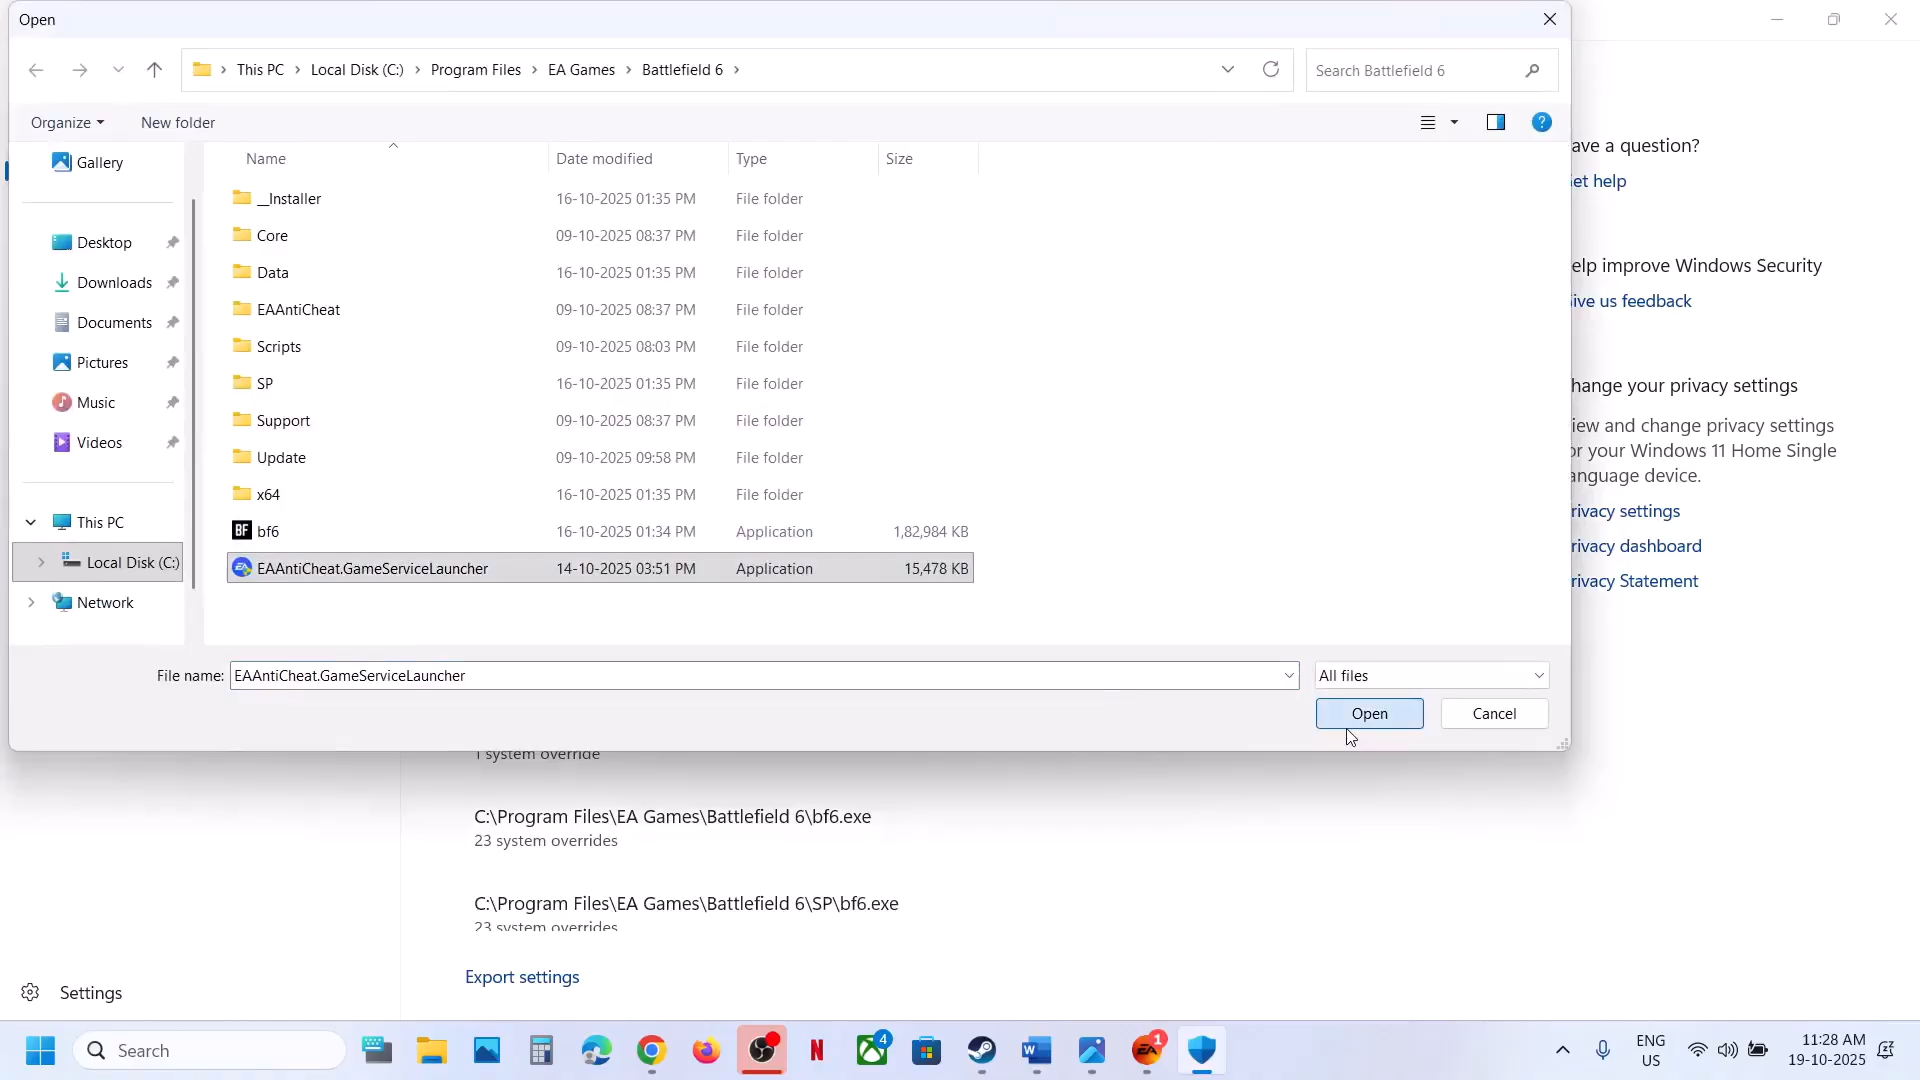 Open
This PC > Local Disk (C:) > Program Files > EA Games > Battlefield 6 >
Search Battlefield 6
Organize
New folder
Name Date modified Type Size
__Installer 16-10-2025 01:35 PM File folder
Core 09-10-2025 08:37 PM File folder
Data 16-10-2025 01:35 PM File folder
EAAntiCheat 09-10-2025 08:37 PM File folder
Scripts 09-10-2025 08:03 PM File folder
SP 16-10-2025 01:35 PM File folder
Support 09-10-2025 08:37 PM File folder
Update 09-10-2025 09:58 PM File folder
x64 16-10-2025 01:35 PM File folder
bf6 16-10-2025 01:34 PM Application 1,82,984 KB
EAAntiCheat.GameServiceLauncher 14-10-2025 03:51 PM Application 15,478 KB
Gallery
Desktop
Downloads
Documents
Pictures
Music
Videos
This PC
Local Disk (C:)
Network
File name: EAAntiCheat.GameServiceLauncher
All files
Open
Cancel
ave a question?
et help
elp improve Windows Security
ive us feedback
hange your privacy settings
iew and change privacy settings
or your Windows 11 Home Single
anguage device.
rivacy settings
rivacy dashboard
rivacy Statement
1 system override
C:\Program Files\EA Games\Battlefield 6\bf6.exe
23 system overrides
C:\Program Files\EA Games\Battlefield 6\SP\bf6.exe
23 system overrides
Export settings
Settings
Search
4
1
ENG
US
11:28 AM
19-10-2025